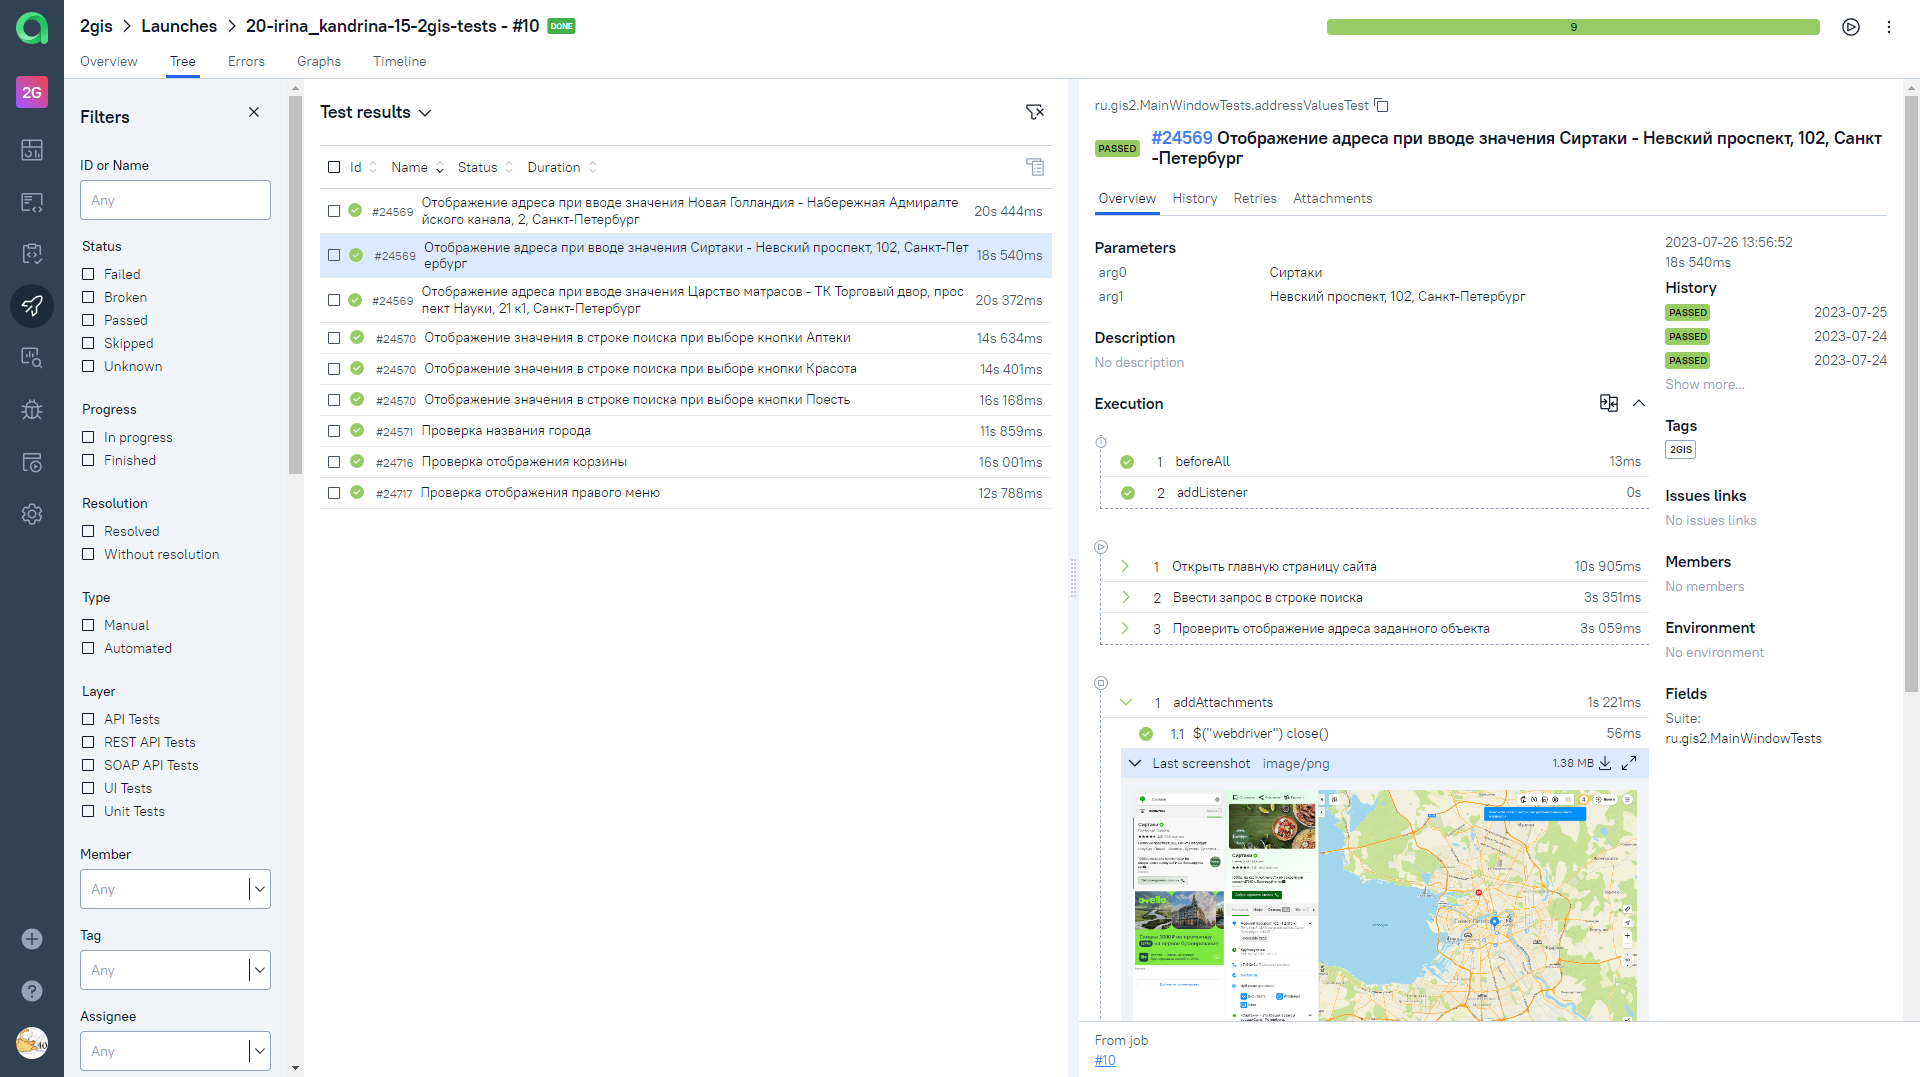 2gis > Launches > 20-irina_kandrina-15-2gis-tests - #10 DONE
9
Overview Tree Errors Graphs Timeline
2G
Filters
ID or Name
Any
Status
Failed
Broken
Passed
Skipped
Unknown
Progress
In progress
Finished
Resolution
Resolved
Without resolution
Type
Manual
Automated
Layer
API Tests
REST API Tests
SOAP API Tests
UI Tests
Unit Tests
Member
Any
Tag
Any
Assignee
Any
Test results
Id Name Status Duration
#24569 Отображение адреса при вводе значения Новая Голландия - Набережная Адмиралте
йского канала, 2, Санкт-Петербург 20s 444ms
#24569 Отображение адреса при вводе значения Сиртаки - Невский проспект, 102, Санкт-Пет
ербург 18s 540ms
#24569 Отображение адреса при вводе значения Царство матрасов - ТК Торговый двор, прос
пект Науки, 21 к1, Санкт-Петербург 20s 372ms
#24570 Отображение значения в строке поиска при выборе кнопки Аптеки 14s 634ms
#24570 Отображение значения в строке поиска при выборе кнопки Красота 14s 401ms
#24570 Отображение значения в строке поиска при выборе кнопки Поесть 16s 168ms
#24571 Проверка названия города 11s 859ms
#24716 Проверка отображения корзины 16s 001ms
#24717 Проверка отображения правого меню 12s 788ms
ru.gis2.MainWindowTests.addressValuesTest
PASSED #24569 Отображение адреса при вводе значения Сиртаки - Невский проспект, 102, Санкт
-Петербург
Overview History Retries Attachments
Parameters
arg0 Сиртаки
arg1 Невский проспект, 102, Санкт-Петербург
Description
No description
Execution
1 beforeAll 13ms
2 addListener 0s
1 Открыть главную страницу сайта 10s 905ms
2 Ввести запрос в строке поиска 3s 351ms
3 Проверить отображение адреса заданного объекта 3s 059ms
1 addAttachments 1s 221ms
1.1 $("webdriver") close() 56ms
Last screenshot image/png 1.38 MB
Сиртаки
Сиртаки
Сиртаки
2023-07-26 13:56:52
18s 540ms
History
PASSED 2023-07-25
PASSED 2023-07-24
PASSED 2023-07-24
Show more...
Tags
2GIS
Issues links
No issues links
Members
No members
Environment
No environment
Fields
Suite:
ru.gis2.MainWindowTests
From job
#10